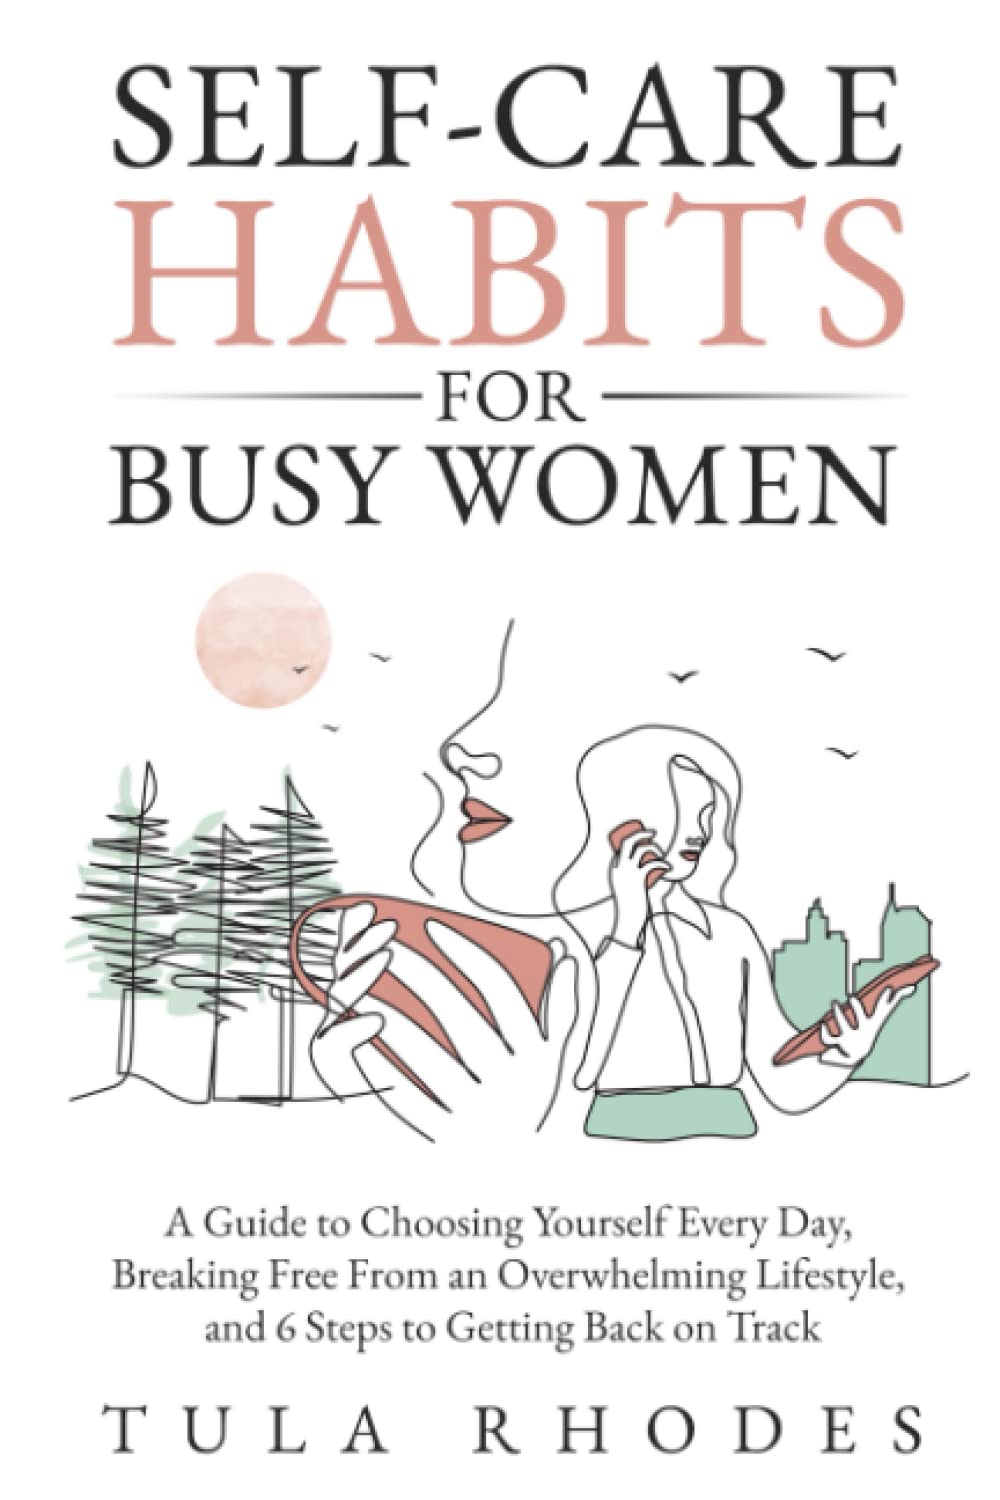 SELF-CARE
HABITS
FOR
BUSY WOMEN
A Guide to Choosing Yourself Every Day,
Breaking Free From an Overwhelming Lifestyle,
and 6 Steps to Getting Back on Track
TULA RHODES